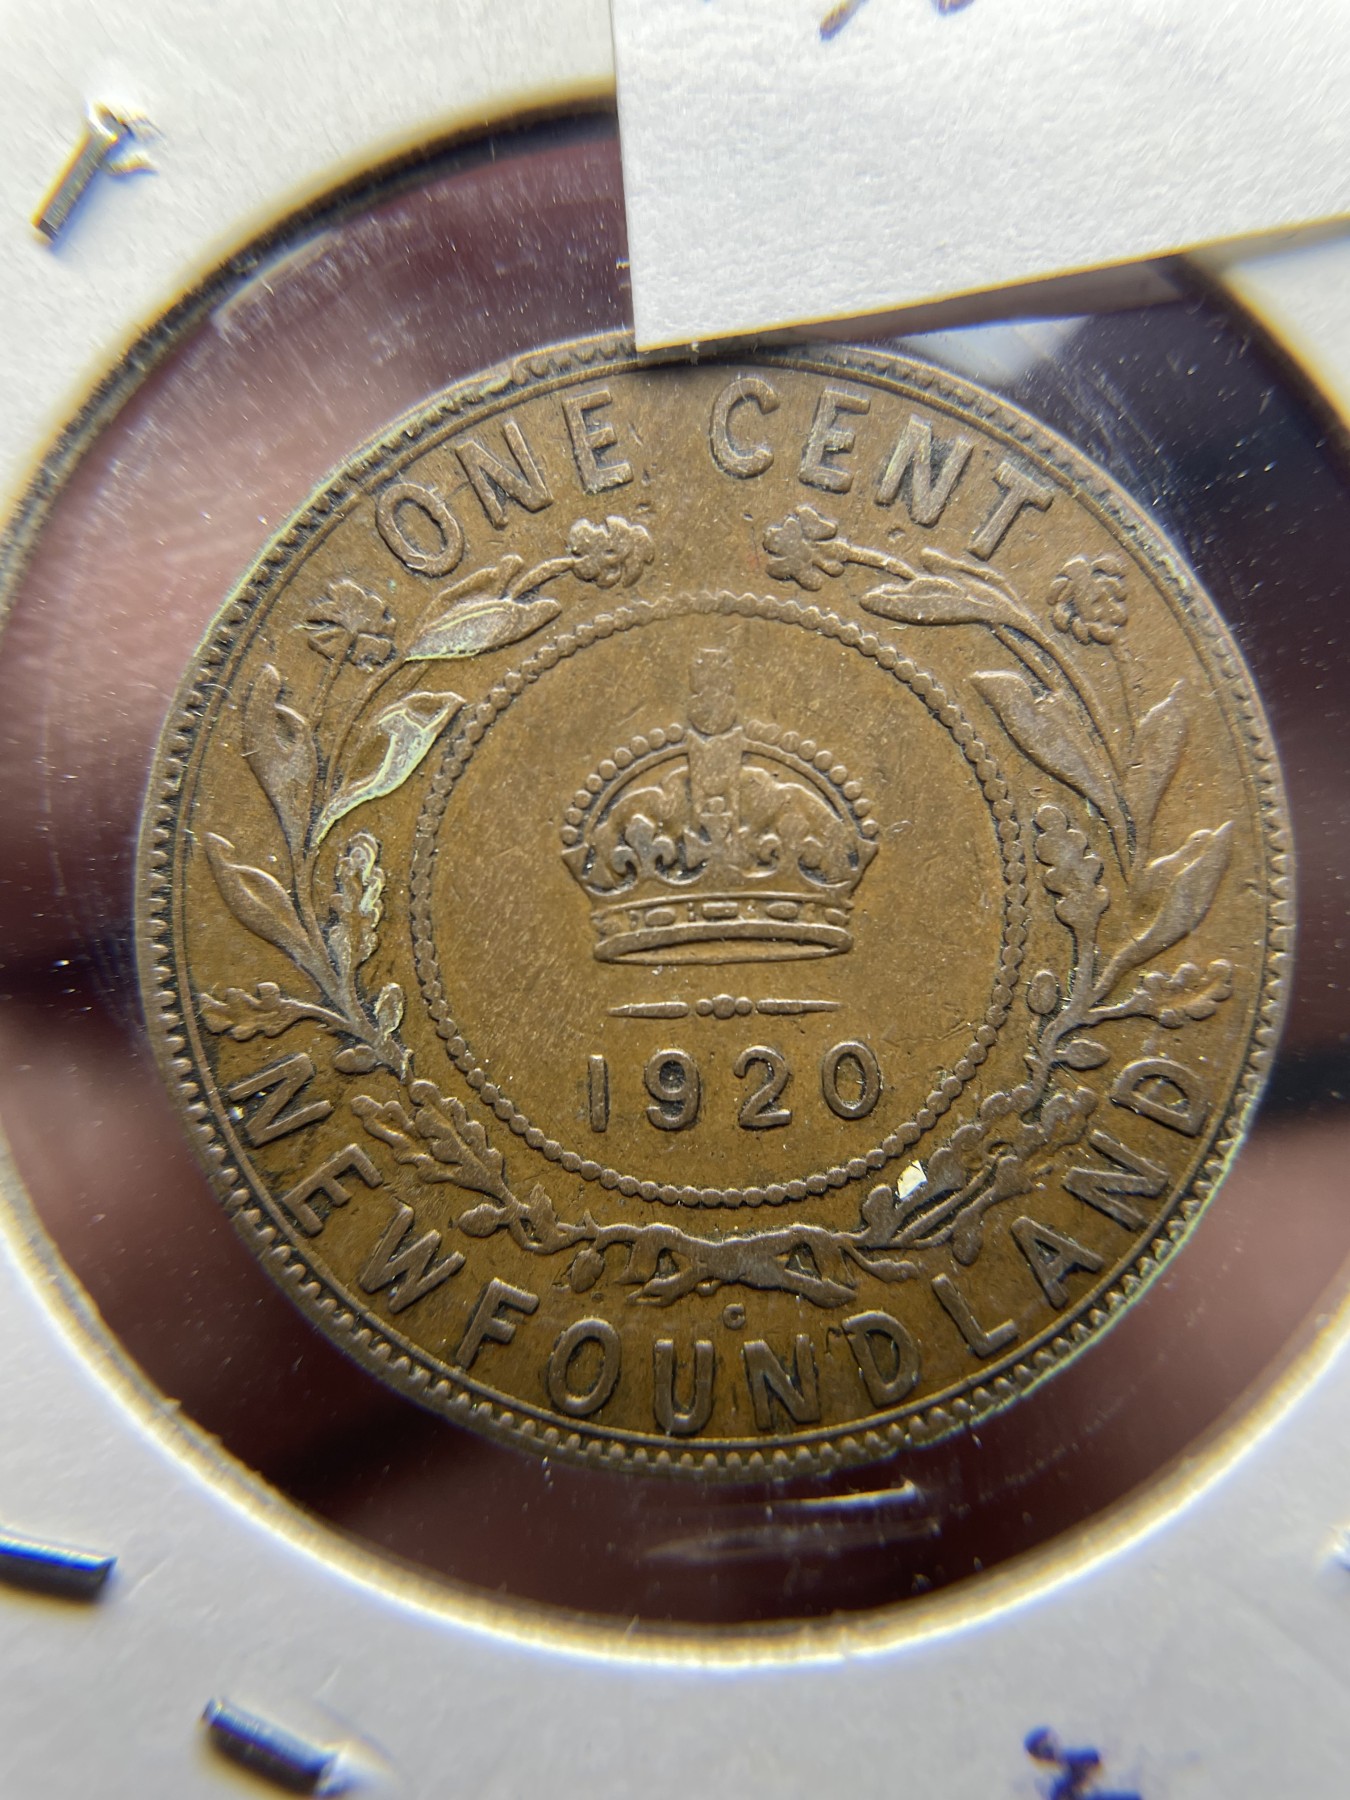 ONE CENT
1920
C
NEWFOUNDLAND